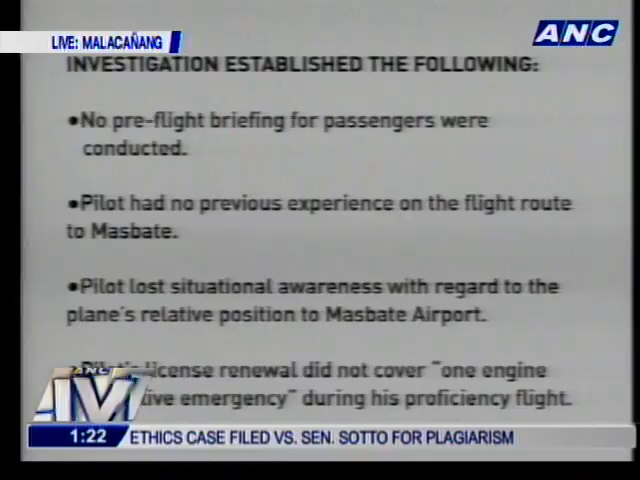 LIVE: MALACAÑANG
ANC
INVESTIGATION ESTABLISHED THE FOLLOWING:
•No pre-flight briefing for passengers were
conducted.
•Pilot had no previous experience on the flight route
to Masbate.
•Pilot lost situational awareness with regard to the
plane's relative position to Masbate Airport.
license renewal did not cover "one engine
emergency" during his proficiency flight.
ANC
1:22 ETHICS CASE FILED VS. SEN. SOTTO FOR PLAGIARISM